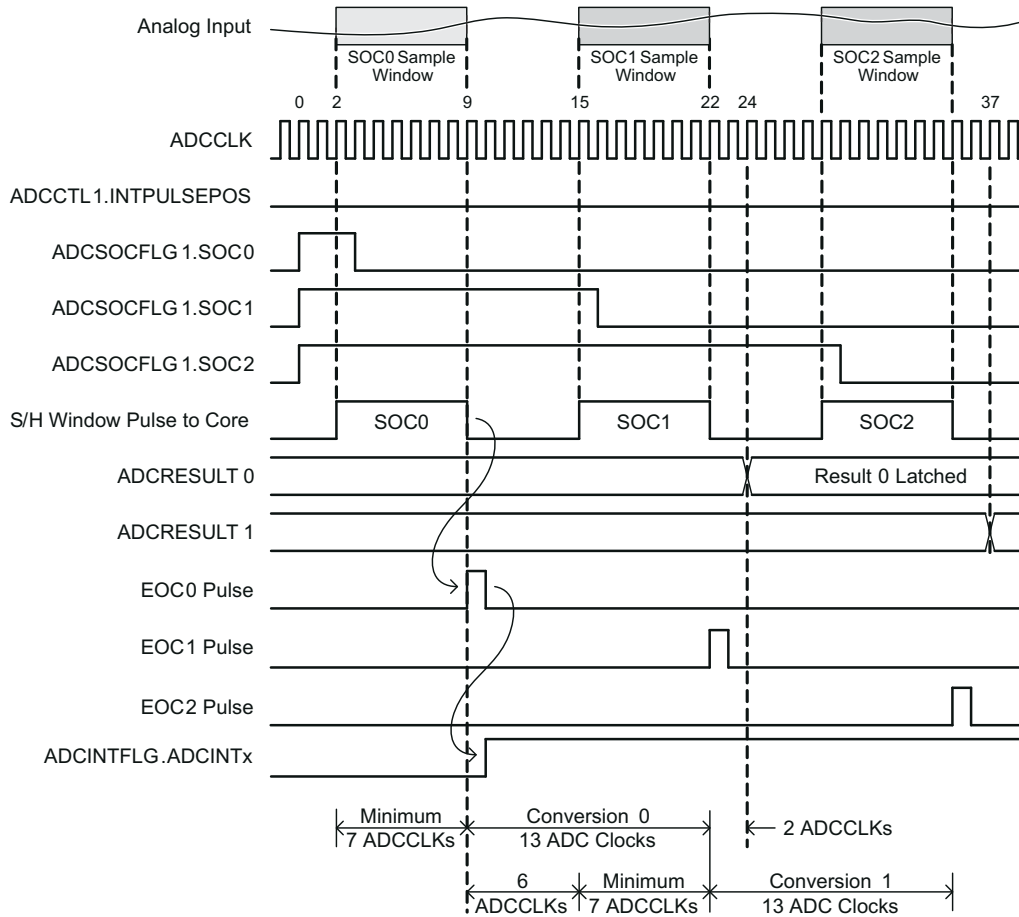 Analog Input
SOC0 Sample
Window
SOC1 Sample
Window
SOC2 Sample
Window
0 2 9 15 22 24 37
ADCCLK
ADCCTL1.INTPULSEPOS
ADCSOCFLG 1.SOC0
ADCSOCFLG 1.SOC1
ADCSOCFLG 1.SOC2
S/H Window Pulse to Core
SOC0
SOC1
SOC2
ADCRESULT 0
Result 0 Latched
ADCRESULT 1
EOC0 Pulse
EOC1 Pulse
EOC2 Pulse
ADCINTFLG.ADCINTx
Minimum
7 ADCCLKs
Conversion 0
13 ADC Clocks
2 ADCCLKs
6
ADCCLKs
Minimum
7 ADCCLKs
Conversion 1
13 ADC Clocks